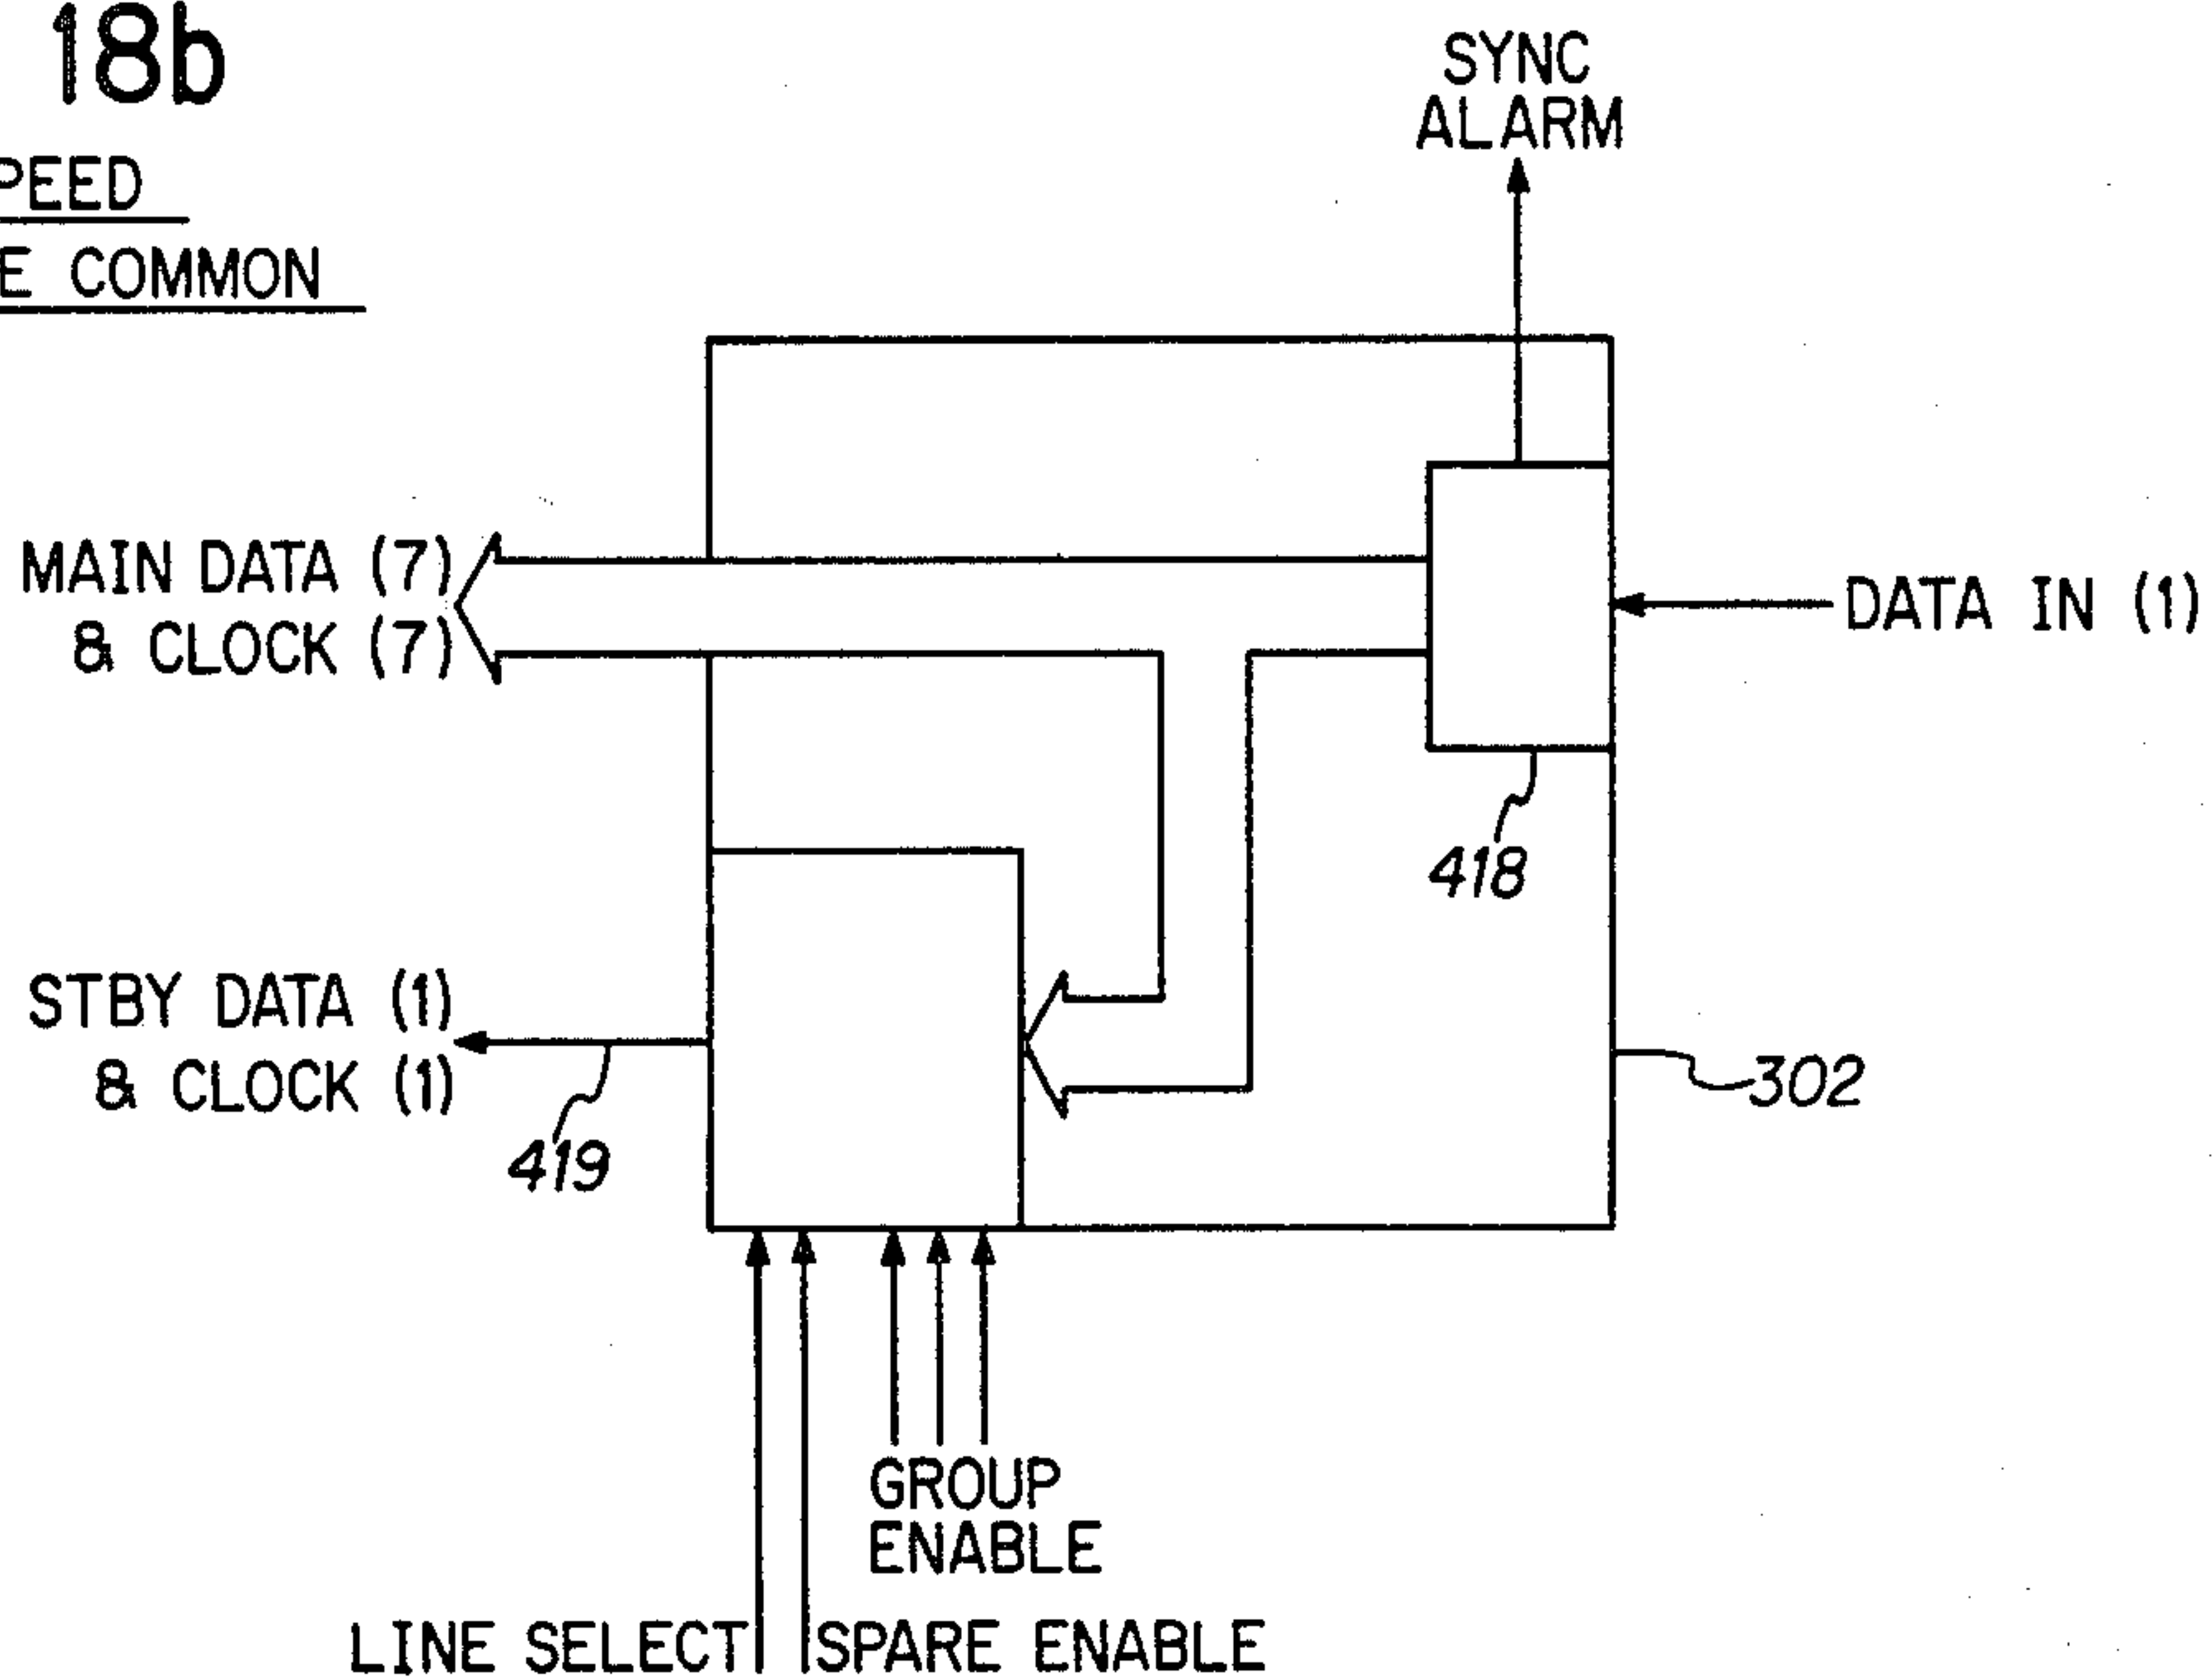 18b
PEED
E COMMON
SYNC
ALARM
MAIN DATA (7)
& CLOCK (7)
DATA IN (1)
418
STBY DATA (1)
& CLOCK (1)
419
302
GROUP
ENABLE
LINE SELECT
SPARE ENABLE